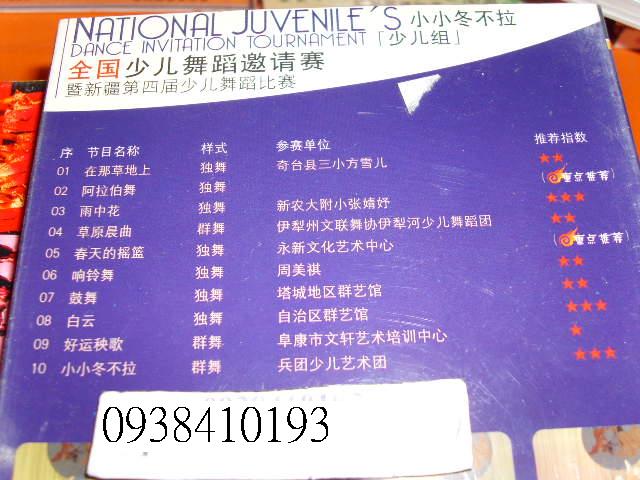 NATIONAL JUVENILE´S 小小冬不拉
DANCE INVITATION TOURNAMENT「少儿组」
全国少儿舞蹈邀请赛
暨新疆第四届少儿舞蹈比赛
序 节目名称 样式 参赛单位 推荐指数
01 在那草地上 独舞 奇台县三小方雪儿 ★★
02 阿拉伯舞 独舞
03 雨中花 独舞 新农大附小张婧妤 ★★★
04 草原晨曲 群舞 伊犁州文联舞协伊犁河少儿舞蹈团 ★★
05 春天的摇篮 独舞 永新文化艺术中心
06 响铃舞 独舞 周美祺 ★★
07 鼓舞 独舞 塔城地区群艺馆 ★★
08 白云 独舞 自治区群艺馆 ★★★
09 好运秧歌 群舞 阜康市文轩艺术培训中心 ★
10 小小冬不拉 群舞 兵团少儿艺术团 ★★★
0938410193